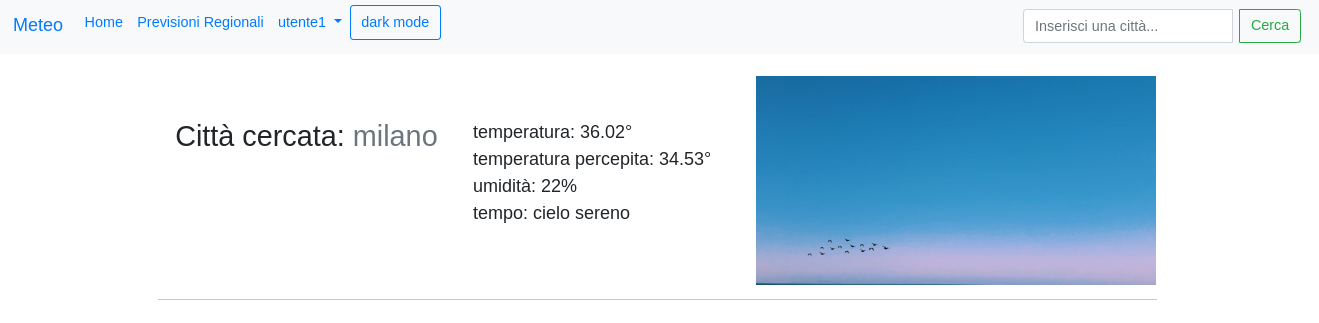 Meteo Home Previsioni Regionali utente1 dark mode Inserisci una città... Cerca
Città cercata: milano
temperatura: 36.02°
temperatura percepita: 34.53°
umidità: 22%
tempo: cielo sereno